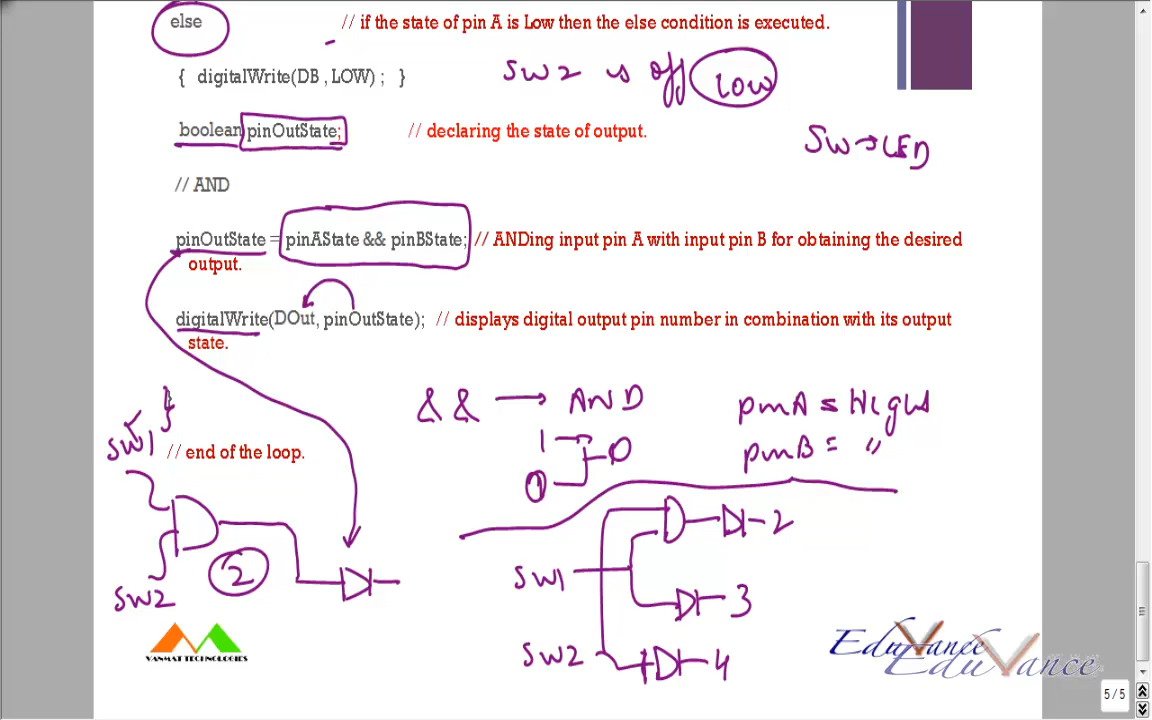 else // if the state of pin A is Low then the else condition is executed.
{ digitalWrite(DB , LOW) ; } SW2 is off Low
boolean pinOutState; // declaring the state of output.
SW → LED
// AND
pinOutState = pinAState && pinBState; // ANDing input pin A with input pin B for obtaining the desired
output.
digitalWrite(DOut, pinOutState); // displays digital output pin number in combination with its output
state.
}
&& → AND
pinA = High
SW1
1
0
pinB = "
// end of the loop.
2
SW1
2
3
SW2
SW2
4
VANMAT TECHNOLOGIES
EduVance
EduVance
5 / 5